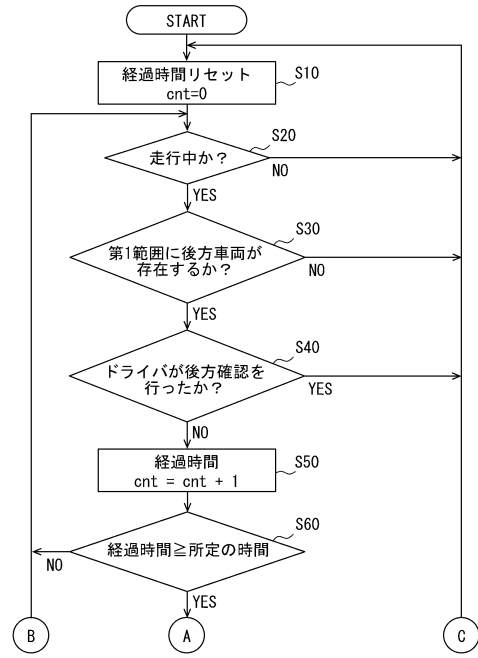 START
経過時間リセット
cnt=0
S10
S20
走行中か?
NO
YES
S30
第1範囲に後方車両が
存在するか?
NO
YES
S40
ドライバが後方確認を
行ったか?
YES
NO
経過時間
cnt = cnt + 1
S50
S60
経過時間≧所定の時間
NO
YES
B
A
C